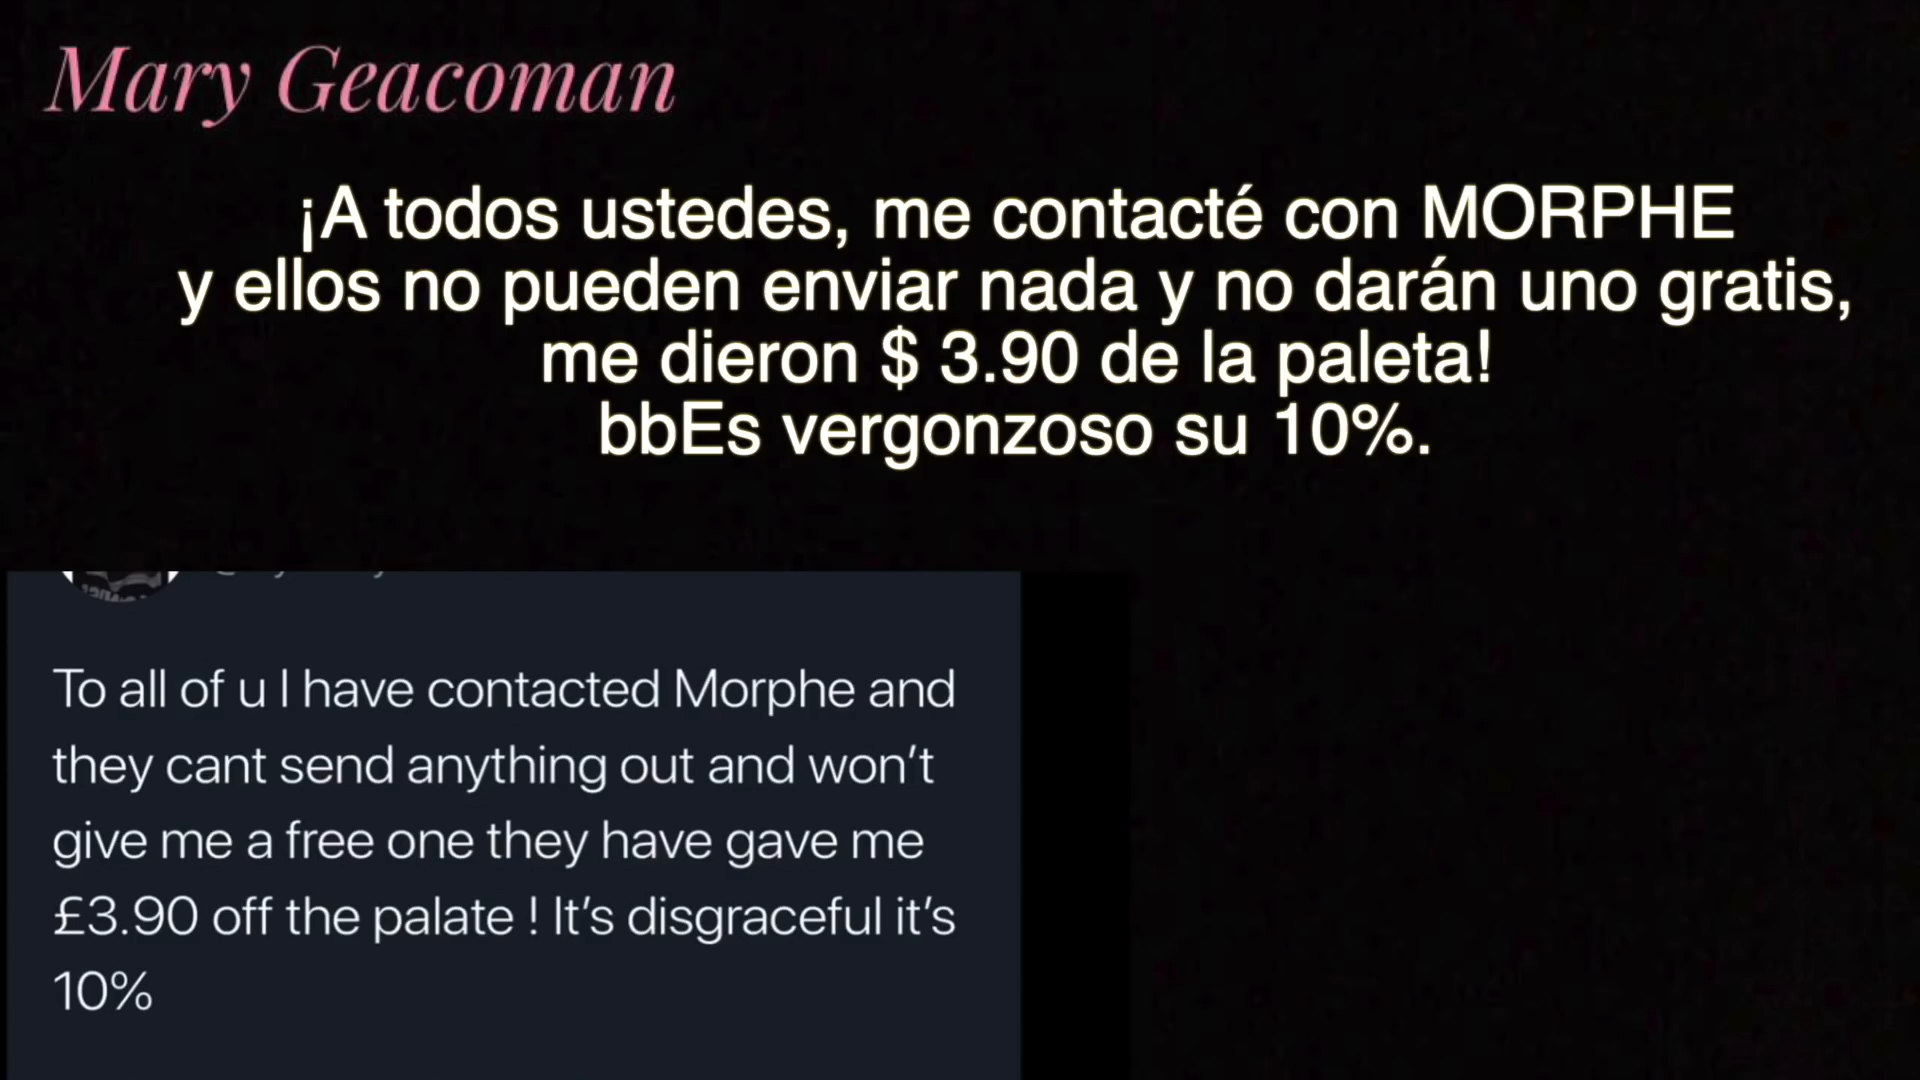 Mary Geacoman
¡A todos ustedes, me contacté con MORPHE
y ellos no pueden enviar nada y no darán uno gratis,
me dieron $ 3.90 de la paleta!
bbEs vergonzoso su 10%.
To all of u I have contacted Morphe and
they cant send anything out and won't
give me a free one they have gave me
£3.90 off the palate ! It's disgraceful it's
10%